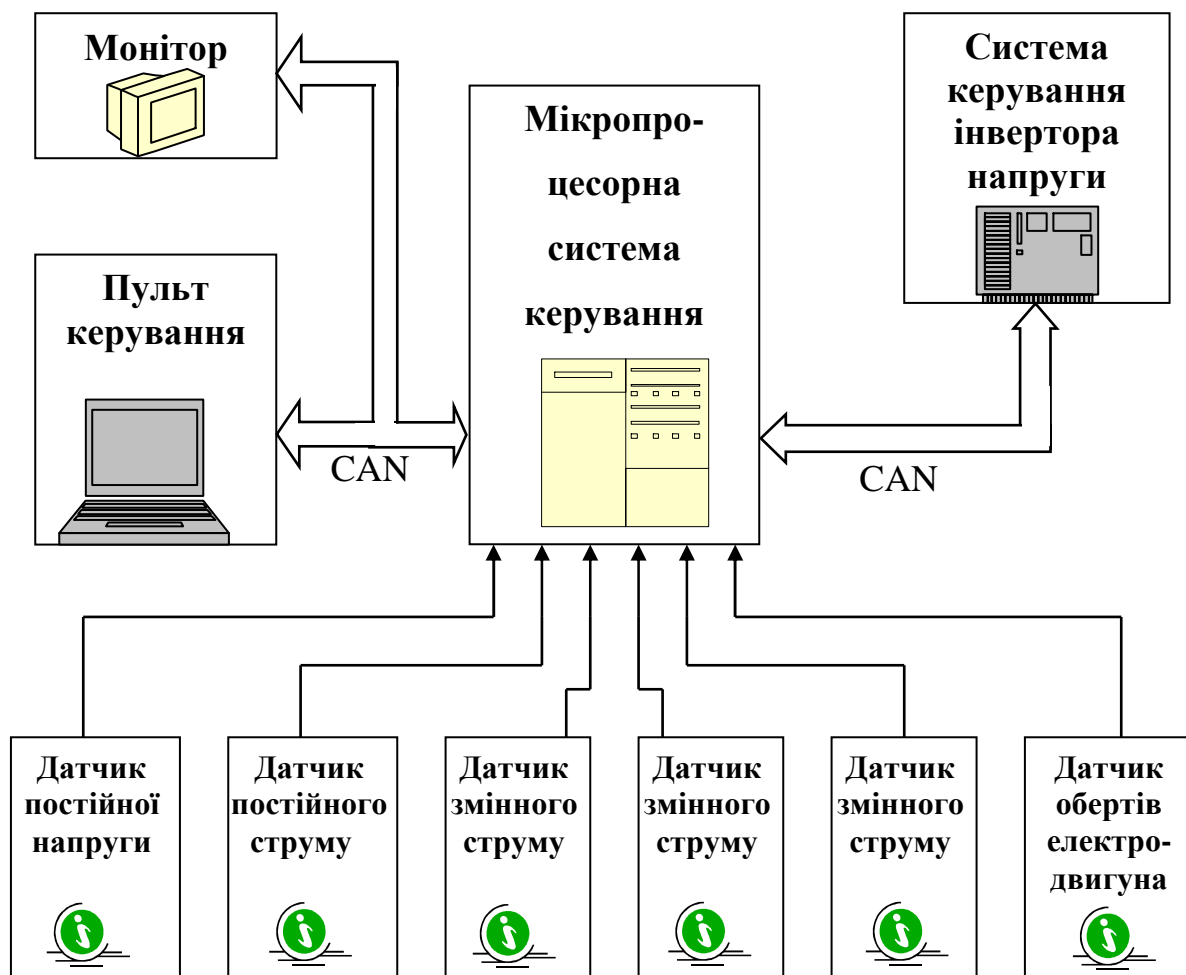 Монітор
Пульт
керування
CAN
Мікропро-
цесорна
система
керування
Система
керування
інвертора
напруги
CAN
Датчик
постійної
напруги
Датчик
постійного
струму
Датчик
змінного
струму
Датчик
змінного
струму
Датчик
змінного
струму
Датчик
обертів
електро-
двигуна